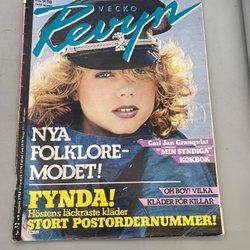 VECKO
Revyn
NYA
FOLKLORE-
MODET!
Carl Jan Granqvist
"MIN SYNDIGA"
KOKBOK
OH BOY! VILKA
KLÄDER FÖR KILLAR
FYNDA!
Höstens läckraste kläder
STORT POSTORDERNUMMER!